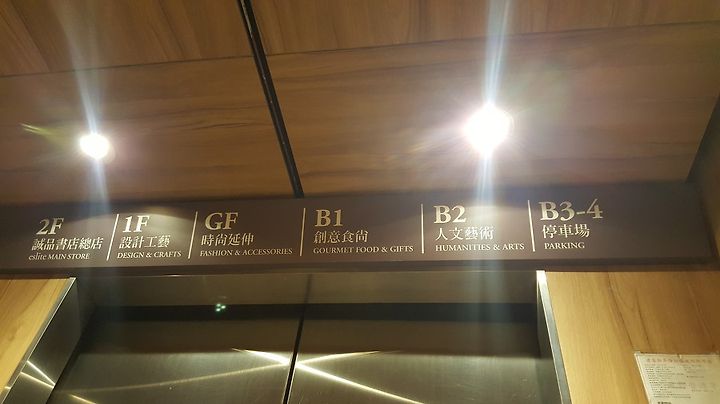 2F
誠品書店總店
eslite MAIN STORE
1F
設計工藝
DESIGN & CRAFTS
GF
時尚延伸
FASHION & ACCESSORIES
B1
創意食尚
GOURMET FOOD & GIFTS
B2
人文藝術
HUMANITIES & ARTS
B3-4
停車場
PARKING